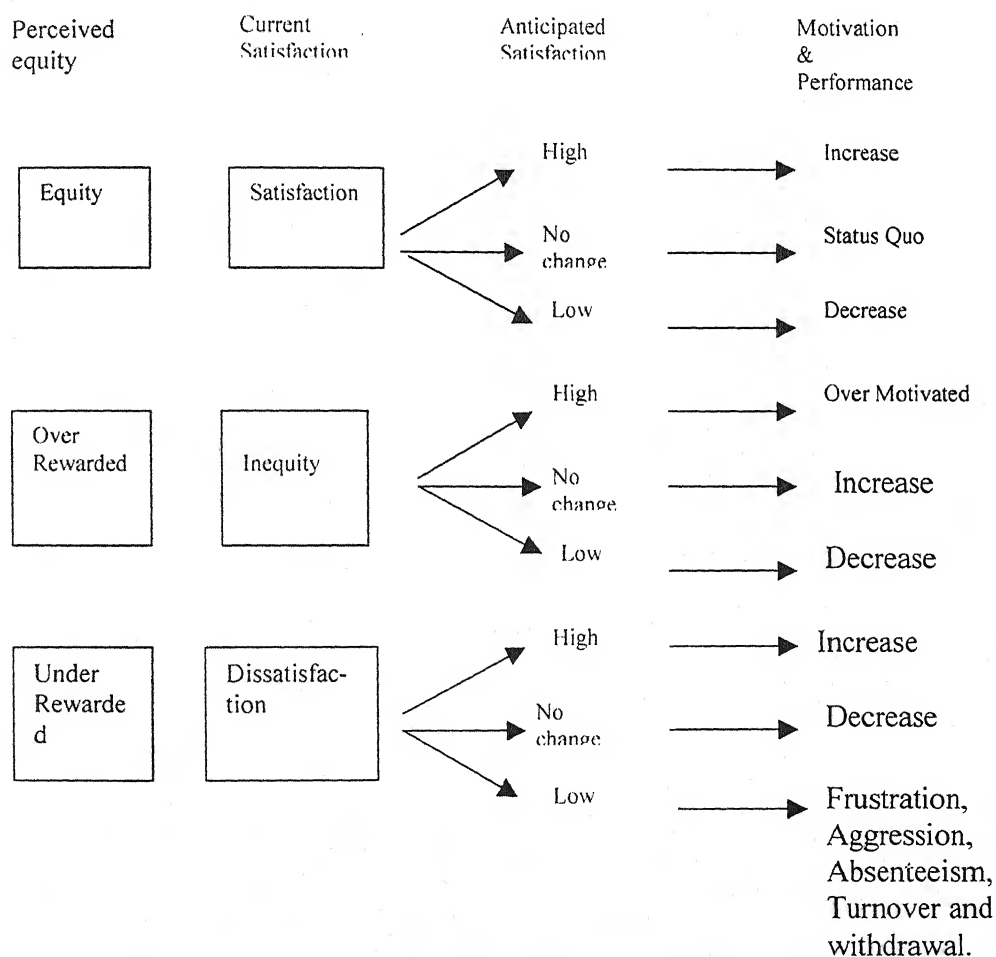 Perceived
equity
Current
Satisfaction
Anticipated
Satisfaction
Motivation
&
Performance
Equity
Satisfaction
High
Increase
No
change
Status Quo
Low
Decrease
Over
Rewarded
Inequity
High
Over Motivated
No
change
Increase
Low
Decrease
Under
Rewarde
d
Dissatisfac-
tion
High
Increase
No
change
Decrease
Low
Frustration,
Aggression,
Absenteeism,
Turnover and
withdrawal.